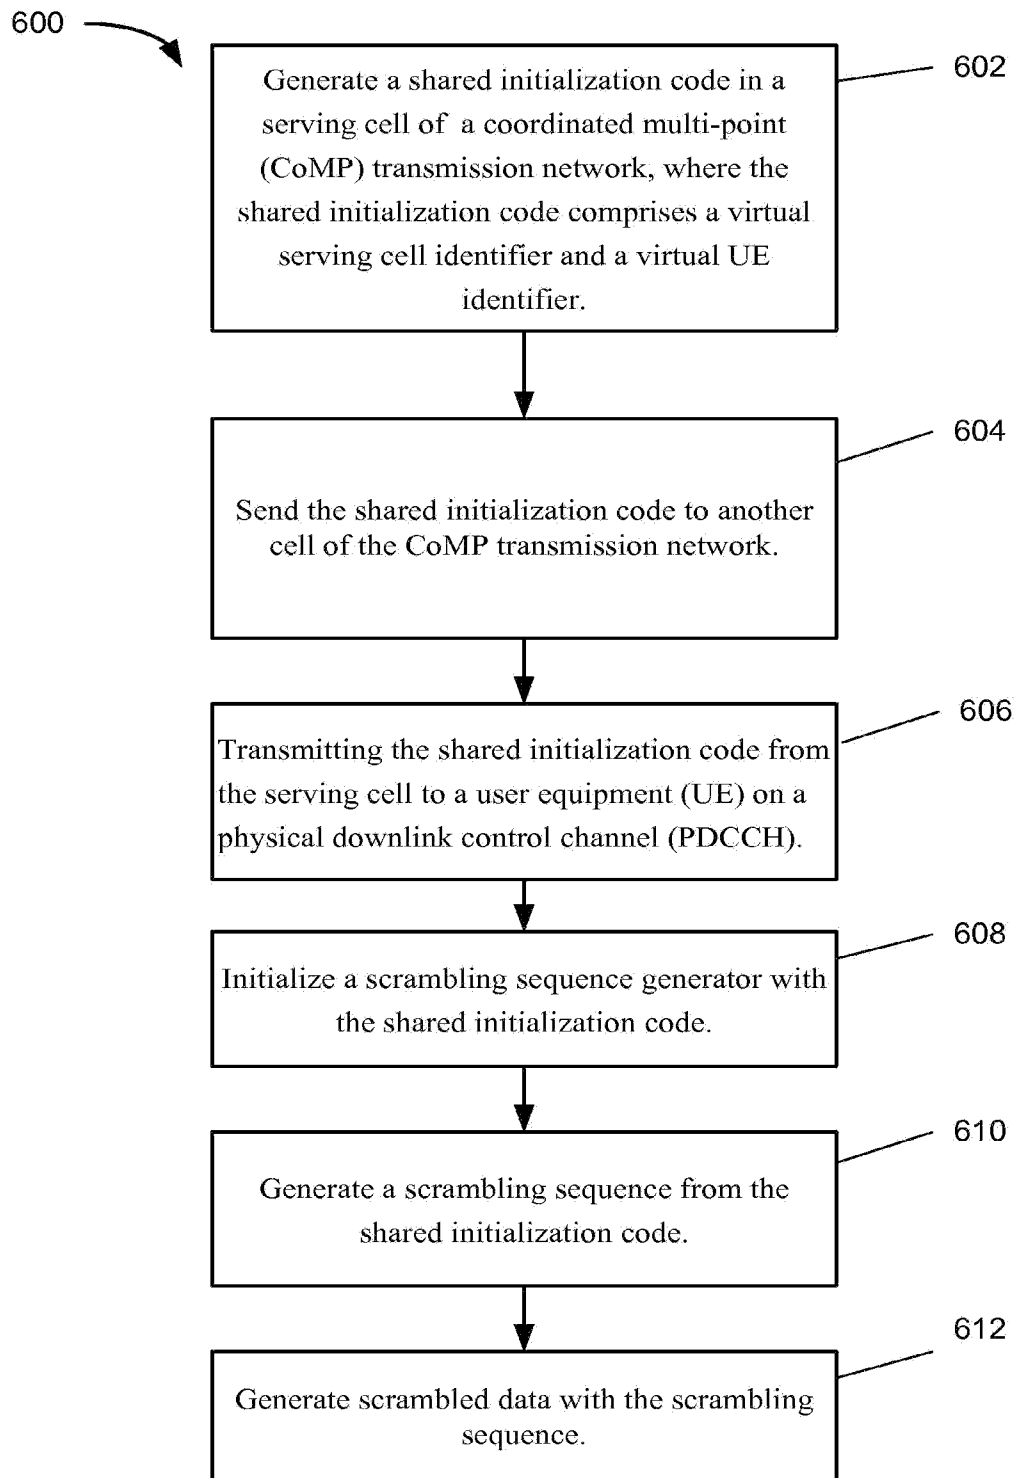 600
602
Generate a shared initialization code in a
serving cell of a coordinated multi-point
(CoMP) transmission network, where the
shared initialization code comprises a virtual
serving cell identifier and a virtual UE
identifier.
604
Send the shared initialization code to another
cell of the CoMP transmission network.
606
Transmitting the shared initialization code from
the serving cell to a user equipment (UE) on a
physical downlink control channel (PDCCH).
608
Initialize a scrambling sequence generator with
the shared initialization code.
610
Generate a scrambling sequence from the
shared initialization code.
612
Generate scrambled data with the scrambling
sequence.